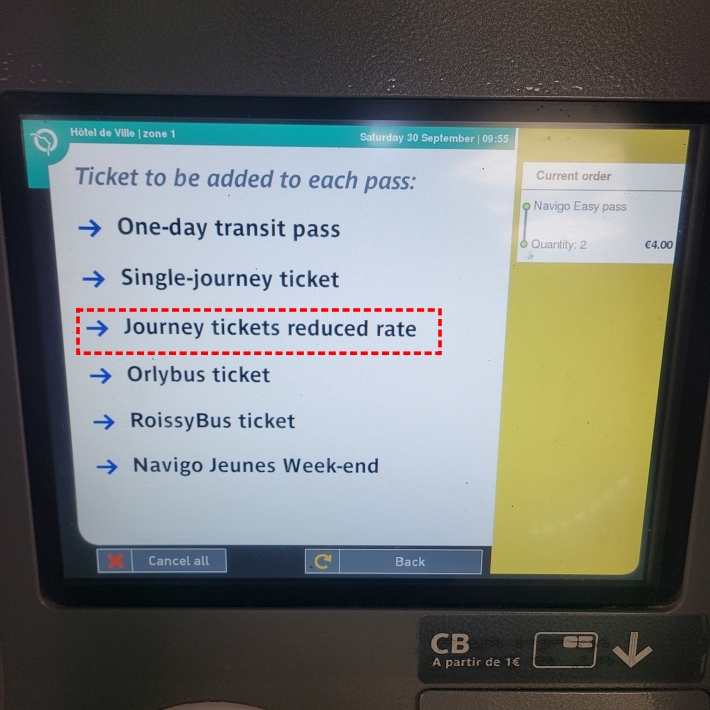 Hôtel de Ville | zone 1
Saturday 30 September | 09:55
Ticket to be added to each pass:
One-day transit pass
Single-journey ticket
Journey tickets reduced rate
Orlybus ticket
RoissyBus ticket
Navigo Jeunes Week-end
Cancel all
Back
Current order
Navigo Easy pass
Quantity: 2 €4.00
CB
A partir de 1€
CB